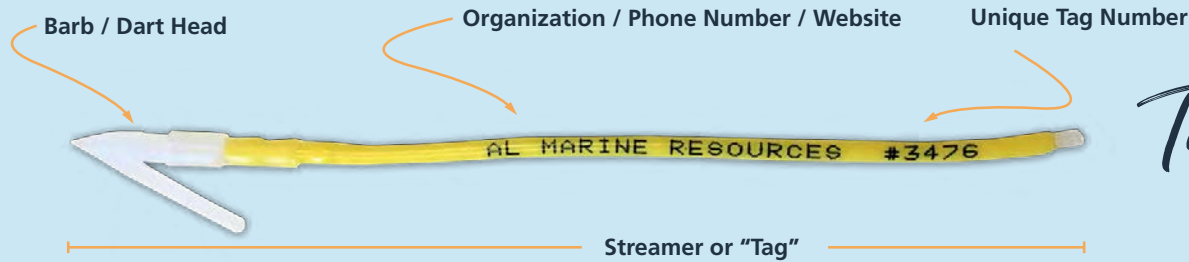 Barb / Dart Head
Organization / Phone Number / Website
Unique Tag Number
AL MARINE RESOURCES #3476
Streamer or “Tag”